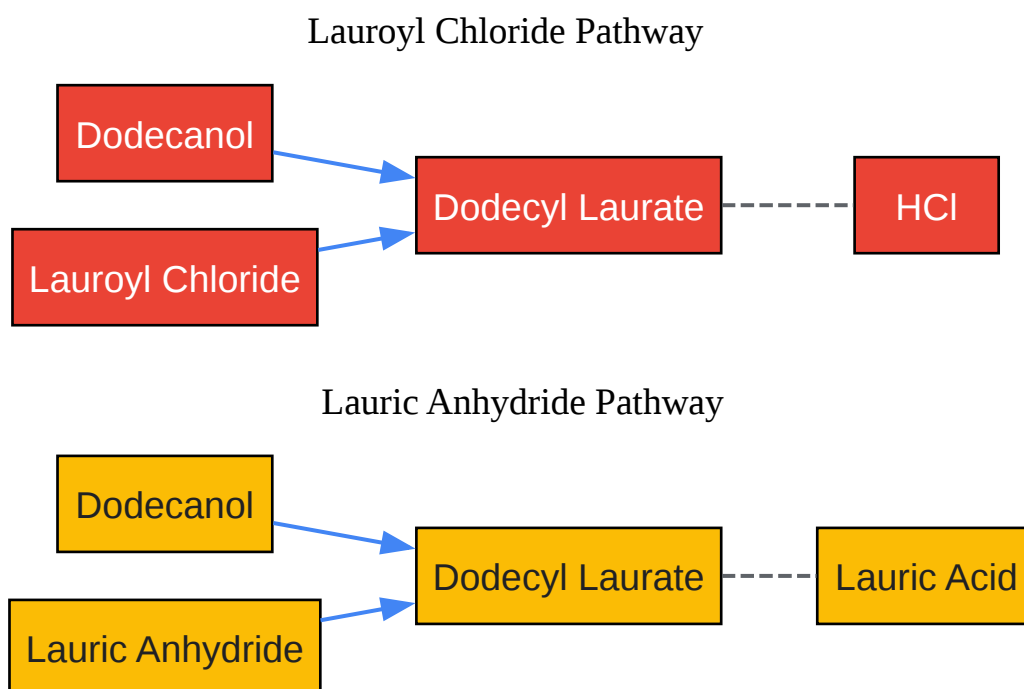 Lauroyl Chloride Pathway
Dodecanol
Lauroyl Chloride
Dodecyl Laurate
HCl
Lauric Anhydride Pathway
Dodecanol
Lauric Anhydride
Dodecyl Laurate
Lauric Acid